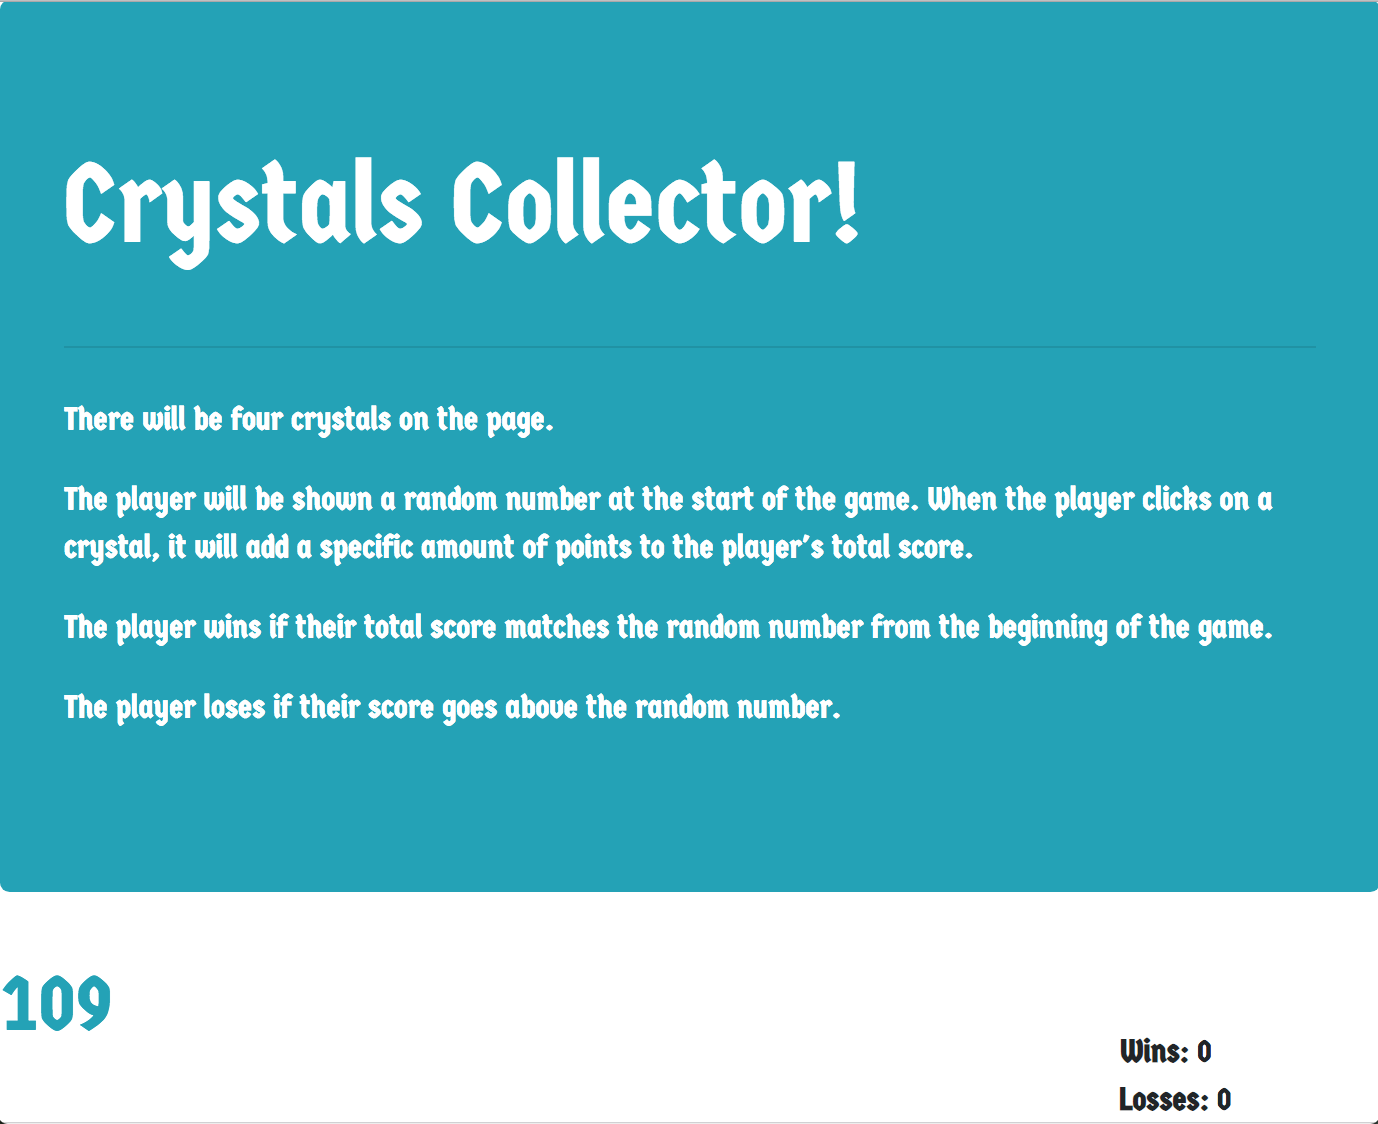 Crystals Collector!
There will be four crystals on the page.
The player will be shown a random number at the start of the game. When the player clicks on a
crystal, it will add a specific amount of points to the player's total score.
The player wins if their total score matches the random number from the beginning of the game.
The player loses if their score goes above the random number.
109
Wins: 0
Losses: 0